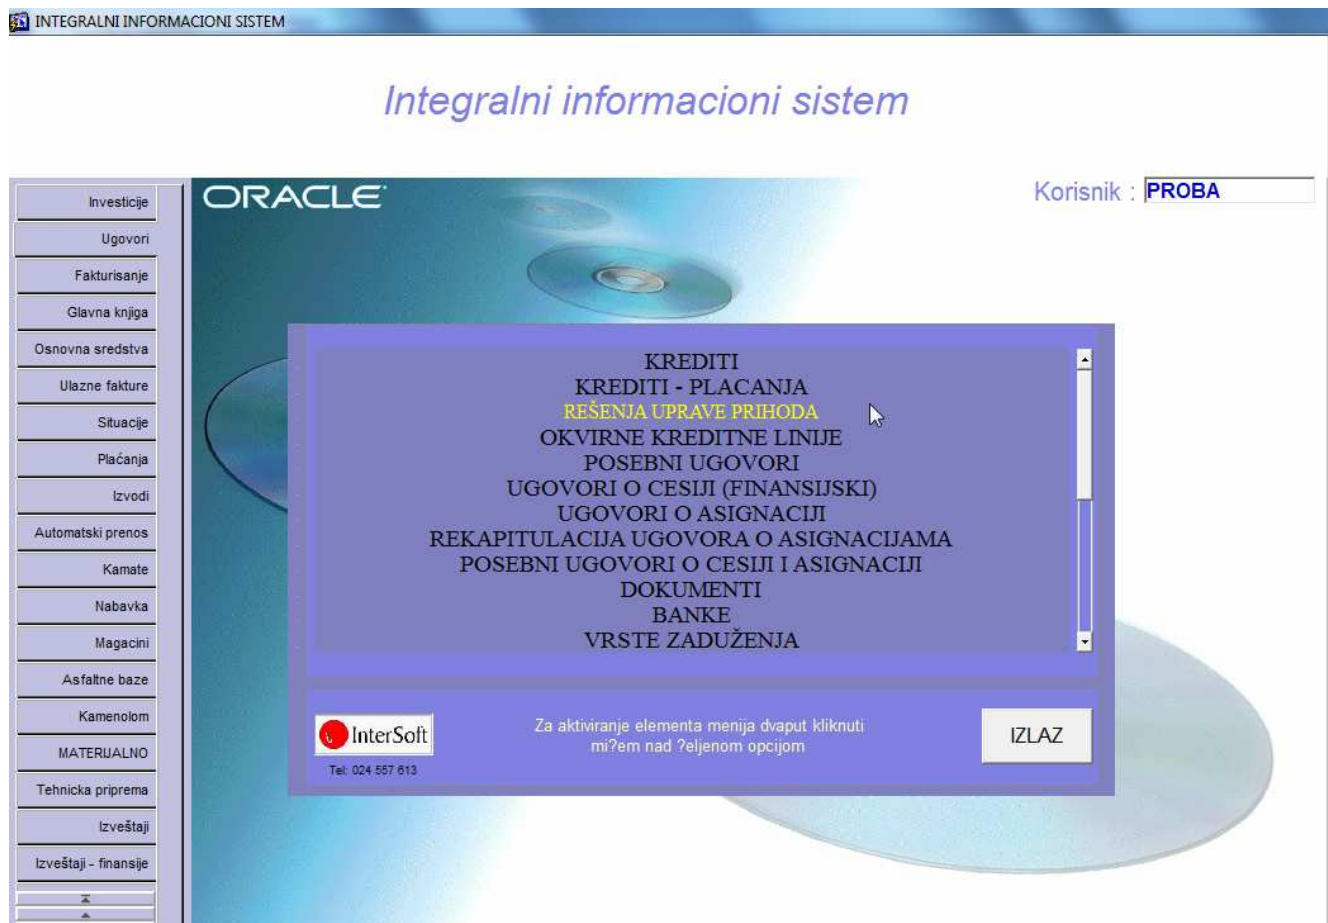 INTEGRALNI INFORMACIONI SISTEM
Integralni informacioni sistem
ORACLE
Korisnik : PROBA
Investicije
Ugovori
Fakturisanje
Glavna knjiga
Osnovna sredstva
Ulazne fakture
Situacije
Plaćanja
Izvodi
Automatski prenos
Kamate
Nabavka
Magacini
Asfaltne baze
Kamenolom
MATERIJALNO
Tehnicka priprema
Izveštaji
Izveštaji - finansije
KREDITI
KREDITI - PLACANJA
REŠENJA UPRAVE PRIHODA
OKVIRNE KREDITNE LINIJE
POSEBNI UGOVORI
UGOVORI O CESIJI (FINANSIJSKI)
UGOVORI O ASIGNACIJI
REKAPITULACIJA UGOVORA O ASIGNACIJAMA
POSEBNI UGOVORI O CESIJI I ASIGNACIJI
DOKUMENTI
BANKE
VRSTE ZADUŽENJA
InterSoft
Tel: 024 557 613
Za aktiviranje elementa menija dvaput kliknuti
mi?em nad ?eljenom opcijom
IZLAZ